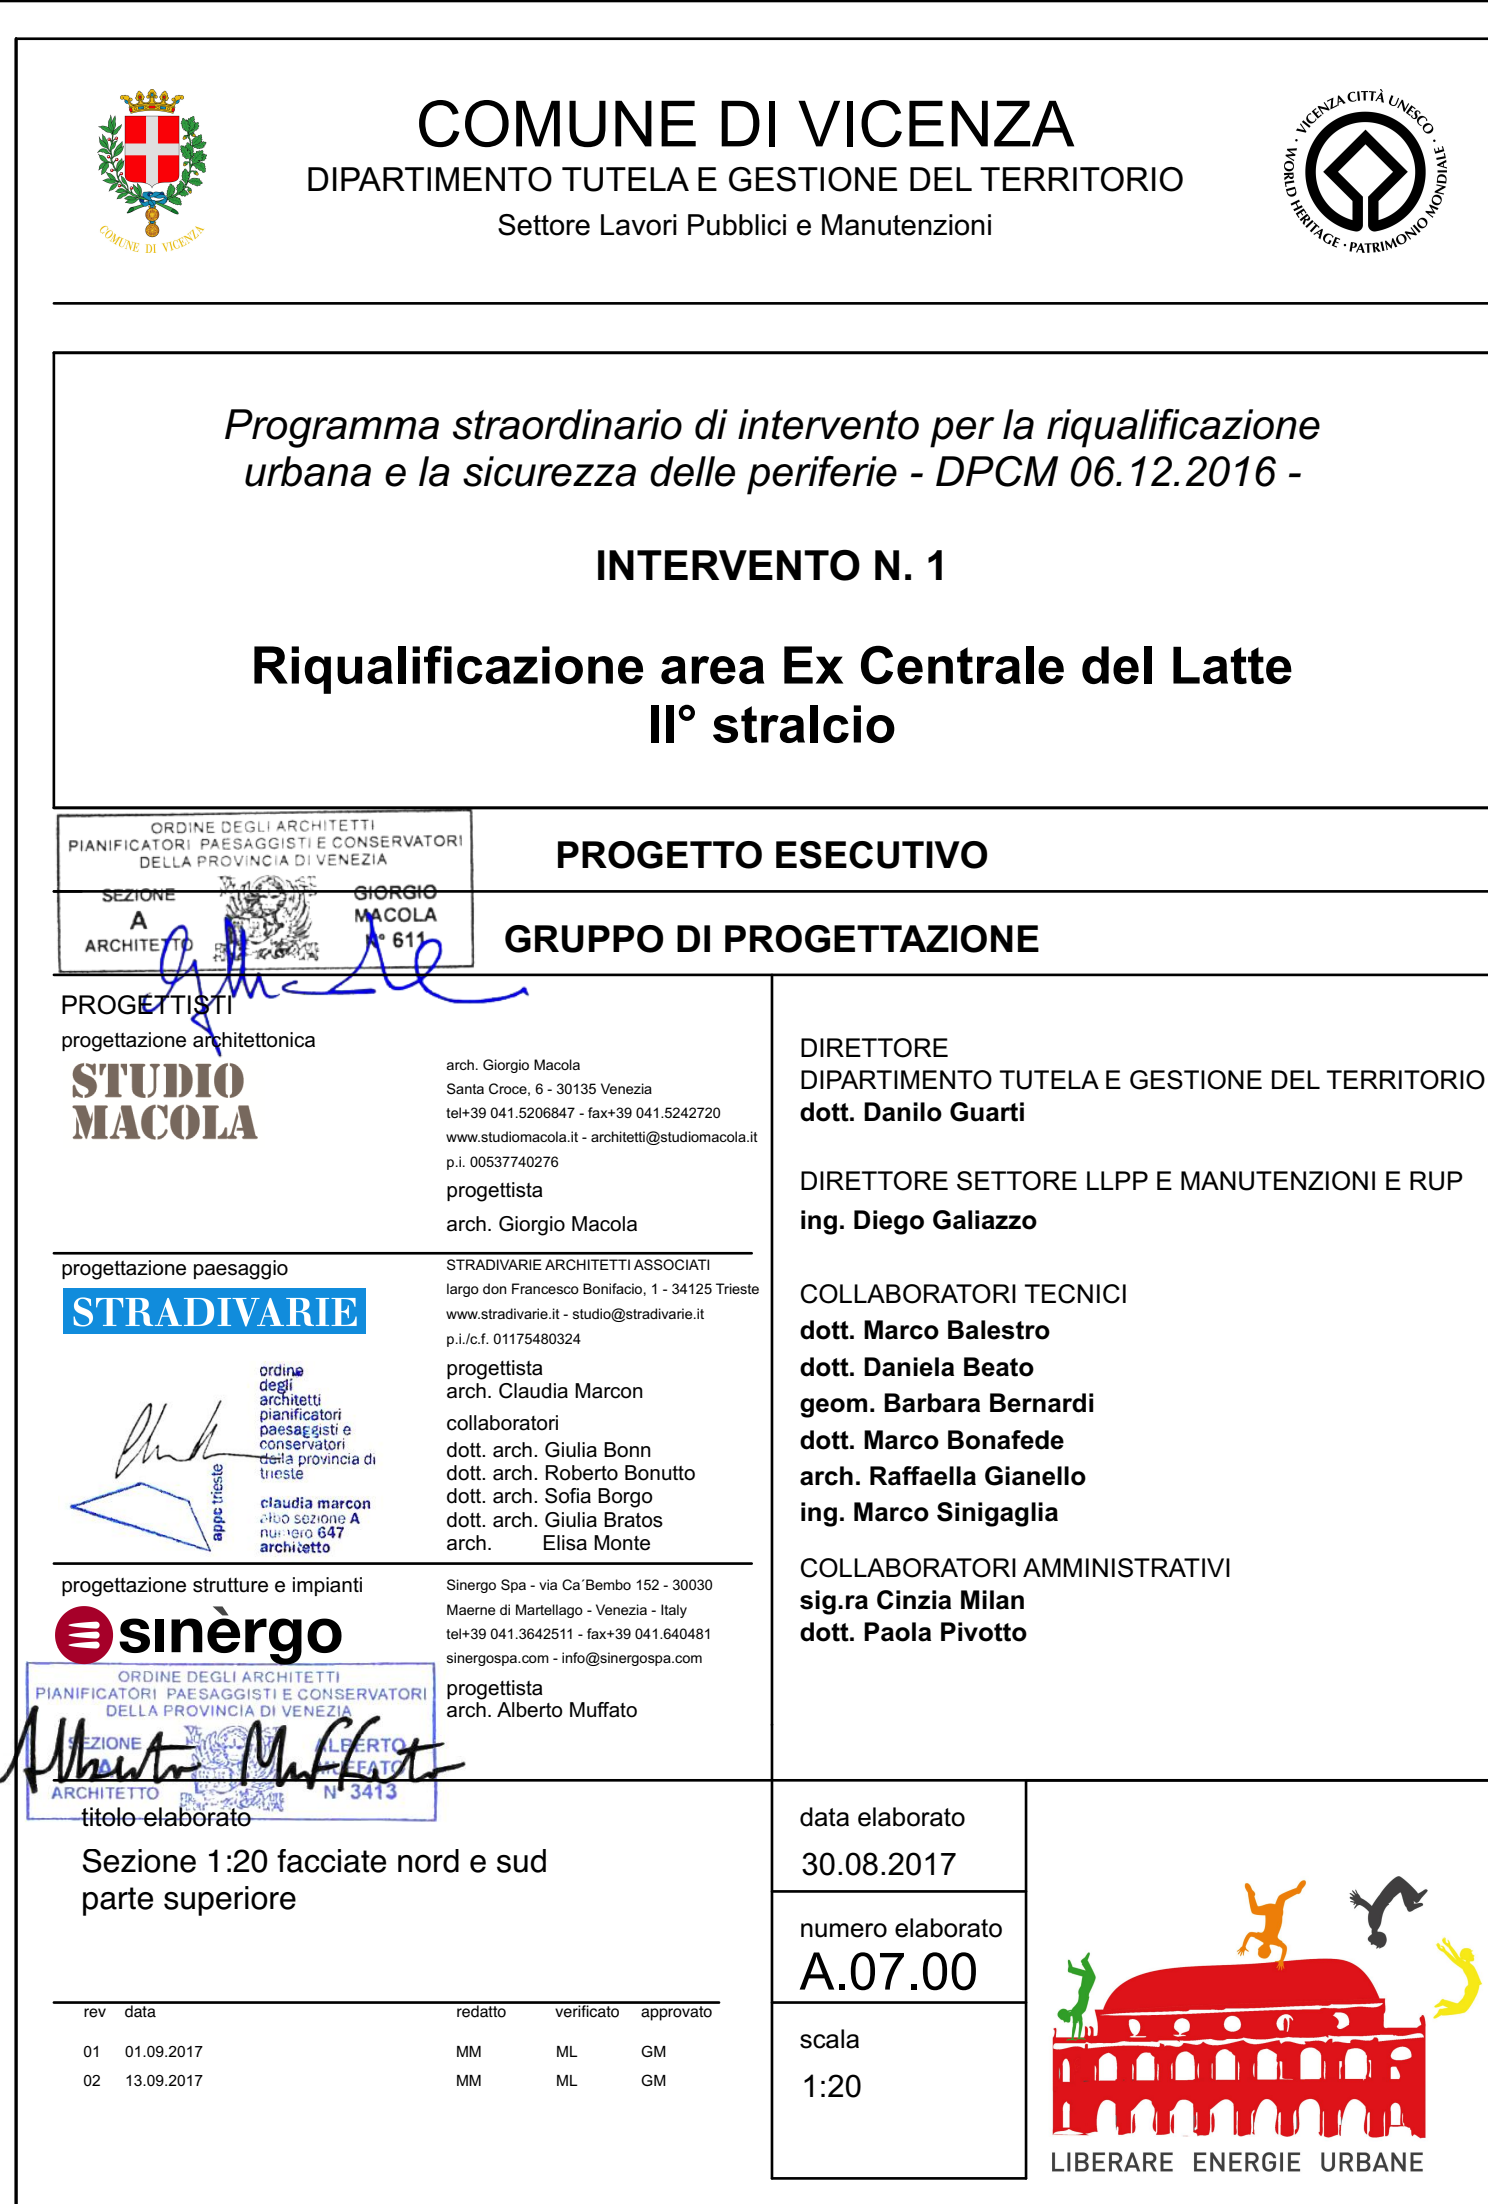 COMUNE DI VICENZA
DIPARTIMENTO TUTELA E GESTIONE DEL TERRITORIO
Settore Lavori Pubblici e Manutenzioni
COMUNE DI VICENZA
VICENZA CITTÀ UNESCO · WORLD HERITAGE · PATRIMONIO MONDIALE ·
Programma straordinario di intervento per la riqualificazione
urbana e la sicurezza delle periferie - DPCM 06.12.2016 -
INTERVENTO N. 1
Riqualificazione area Ex Centrale del Latte
II° stralcio
ORDINE DEGLI ARCHITETTI
PIANIFICATORI PAESAGGISTI E CONSERVATORI
DELLA PROVINCIA DI VENEZIA
SEZIONE
A
ARCHITETTO
GIORGIO
MACOLA
N° 611
PROGETTO ESECUTIVO
GRUPPO DI PROGETTAZIONE
PROGETTISTI
progettazione architettonica
STUDIO
MACOLA
arch. Giorgio Macola
Santa Croce, 6 - 30135 Venezia
tel+39 041.5206847 - fax+39 041.5242720
www.studiomacola.it - architetti@studiomacola.it
p.i. 00537740276
progettista
arch. Giorgio Macola
progettazione paesaggio
STRADIVARIE
STRADIVARIE ARCHITETTI ASSOCIATI
largo don Francesco Bonifacio, 1 - 34125 Trieste
www.stradivarie.it - studio@stradivarie.it
p.i./c.f. 01175480324
progettista
arch. Claudia Marcon
collaboratori
dott. arch. Giulia Bonn
dott. arch. Roberto Bonutto
dott. arch. Sofia Borgo
dott. arch. Giulia Bratos
arch. Elisa Monte
ordine
degli
architetti
pianificatori
paesaggisti e
conservatori
della provincia di
trieste
claudia marcon
albo sezione A
numero 647
architetto
appc trieste
progettazione strutture e impianti
sinèrgo
Sinergo Spa - via Ca´Bembo 152 - 30030
Maerne di Martellago - Venezia - Italy
tel+39 041.3642511 - fax+39 041.640481
sinergospa.com - info@sinergospa.com
progettista
arch. Alberto Muffato
ORDINE DEGLI ARCHITETTI
PIANIFICATORI PAESAGGISTI E CONSERVATORI
DELLA PROVINCIA DI VENEZIA
SEZIONE
A
ARCHITETTO
ALBERTO
MUFFATO
N° 3413
Alberto Muffato
DIRETTORE
DIPARTIMENTO TUTELA E GESTIONE DEL TERRITORIO
dott. Danilo Guarti
DIRETTORE SETTORE LLPP E MANUTENZIONI E RUP
ing. Diego Galiazzo
COLLABORATORI TECNICI
dott. Marco Balestro
dott. Daniela Beato
geom. Barbara Bernardi
dott. Marco Bonafede
arch. Raffaella Gianello
ing. Marco Sinigaglia
COLLABORATORI AMMINISTRATIVI
sig.ra Cinzia Milan
dott. Paola Pivotto
titolo elaborato
Sezione 1:20 facciate nord e sud
parte superiore
rev data redatto verificato approvato
01 01.09.2017 MM ML GM
02 13.09.2017 MM ML GM
data elaborato
30.08.2017
numero elaborato
A.07.00
scala
1:20
LIBERARE ENERGIE URBANE